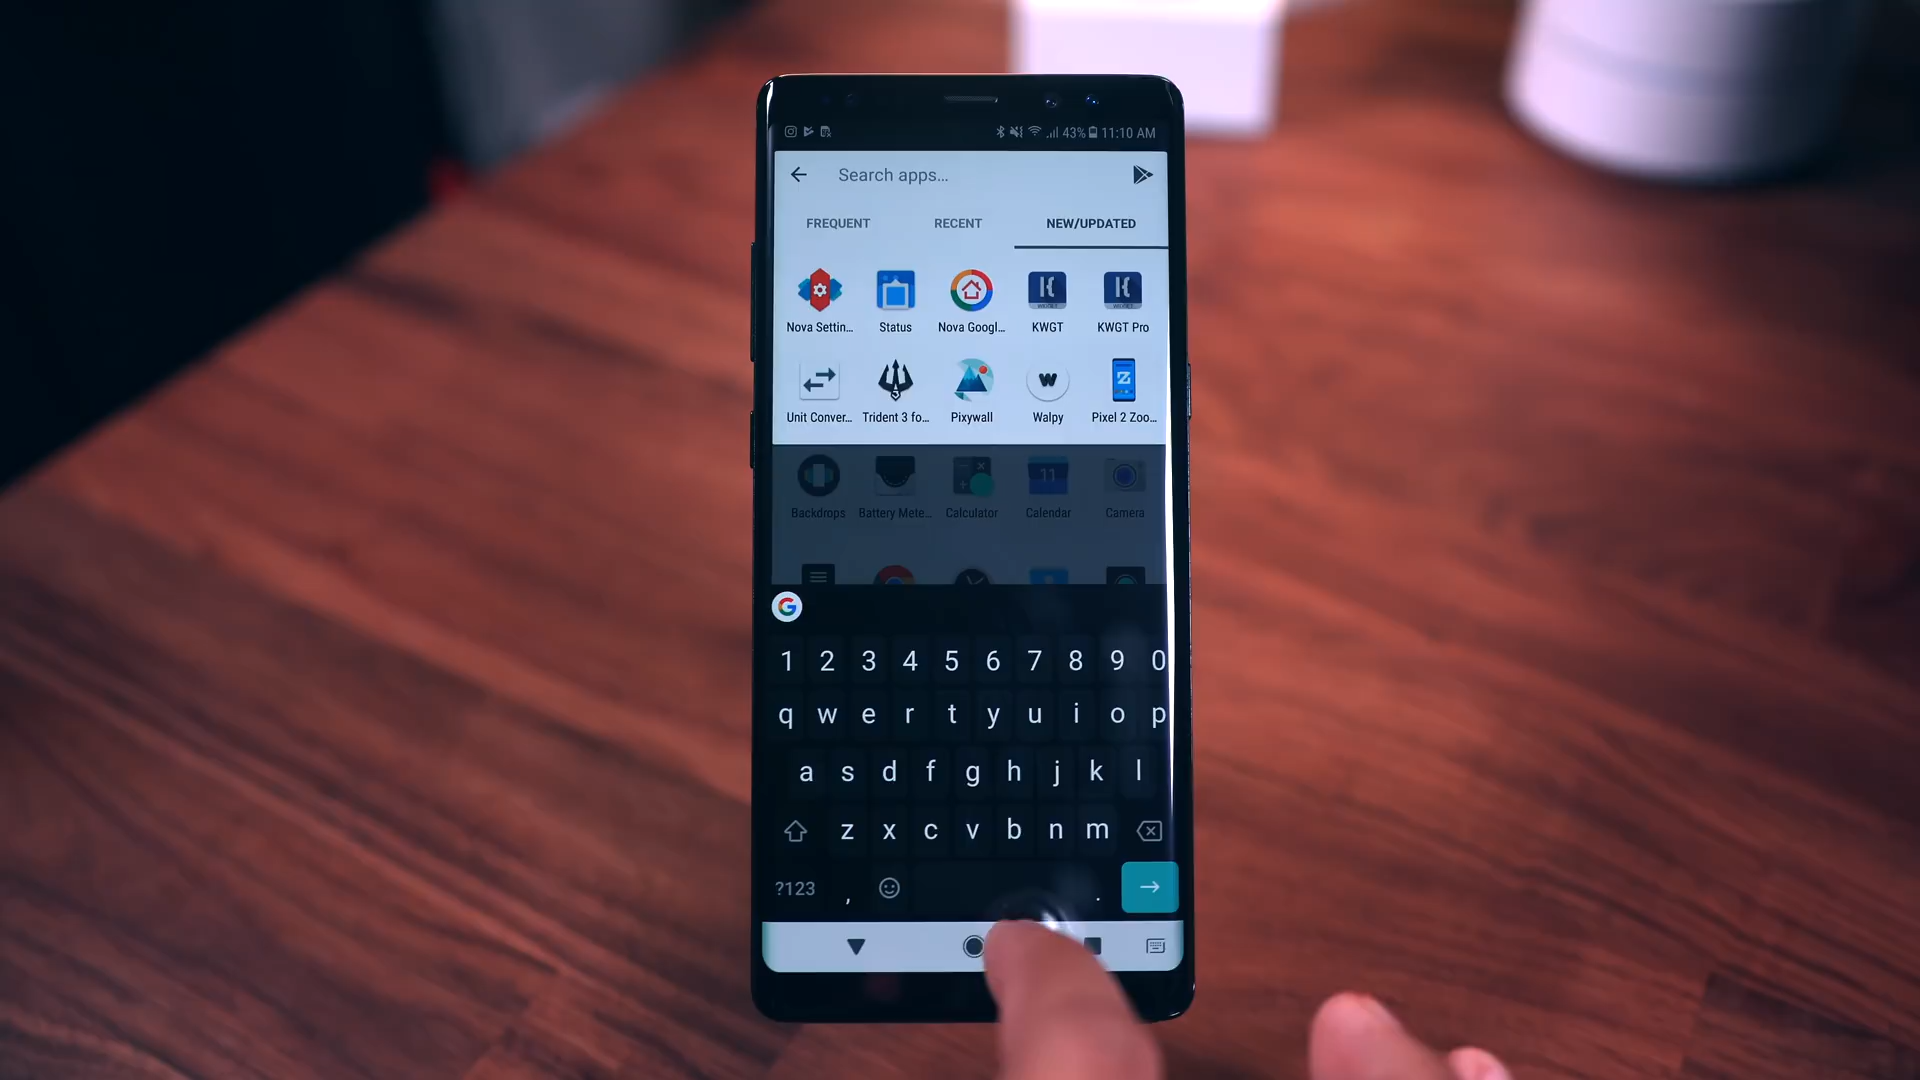 43% 11:10 AM
Search apps...
FREQUENT RECENT NEW/UPDATED
Nova Settin... Status Nova Googl... KWGT KWGT Pro
Unit Conver... Trident 3 fo... Pixywall Walpy Pixel 2 Zoo...
11
Backdrops Battery Mete... Calculator Calendar Camera
G
1 2 3 4 5 6 7 8 9 0
q w e r t y u i o p
a s d f g h j k l
z x c v b n m
?123 , .